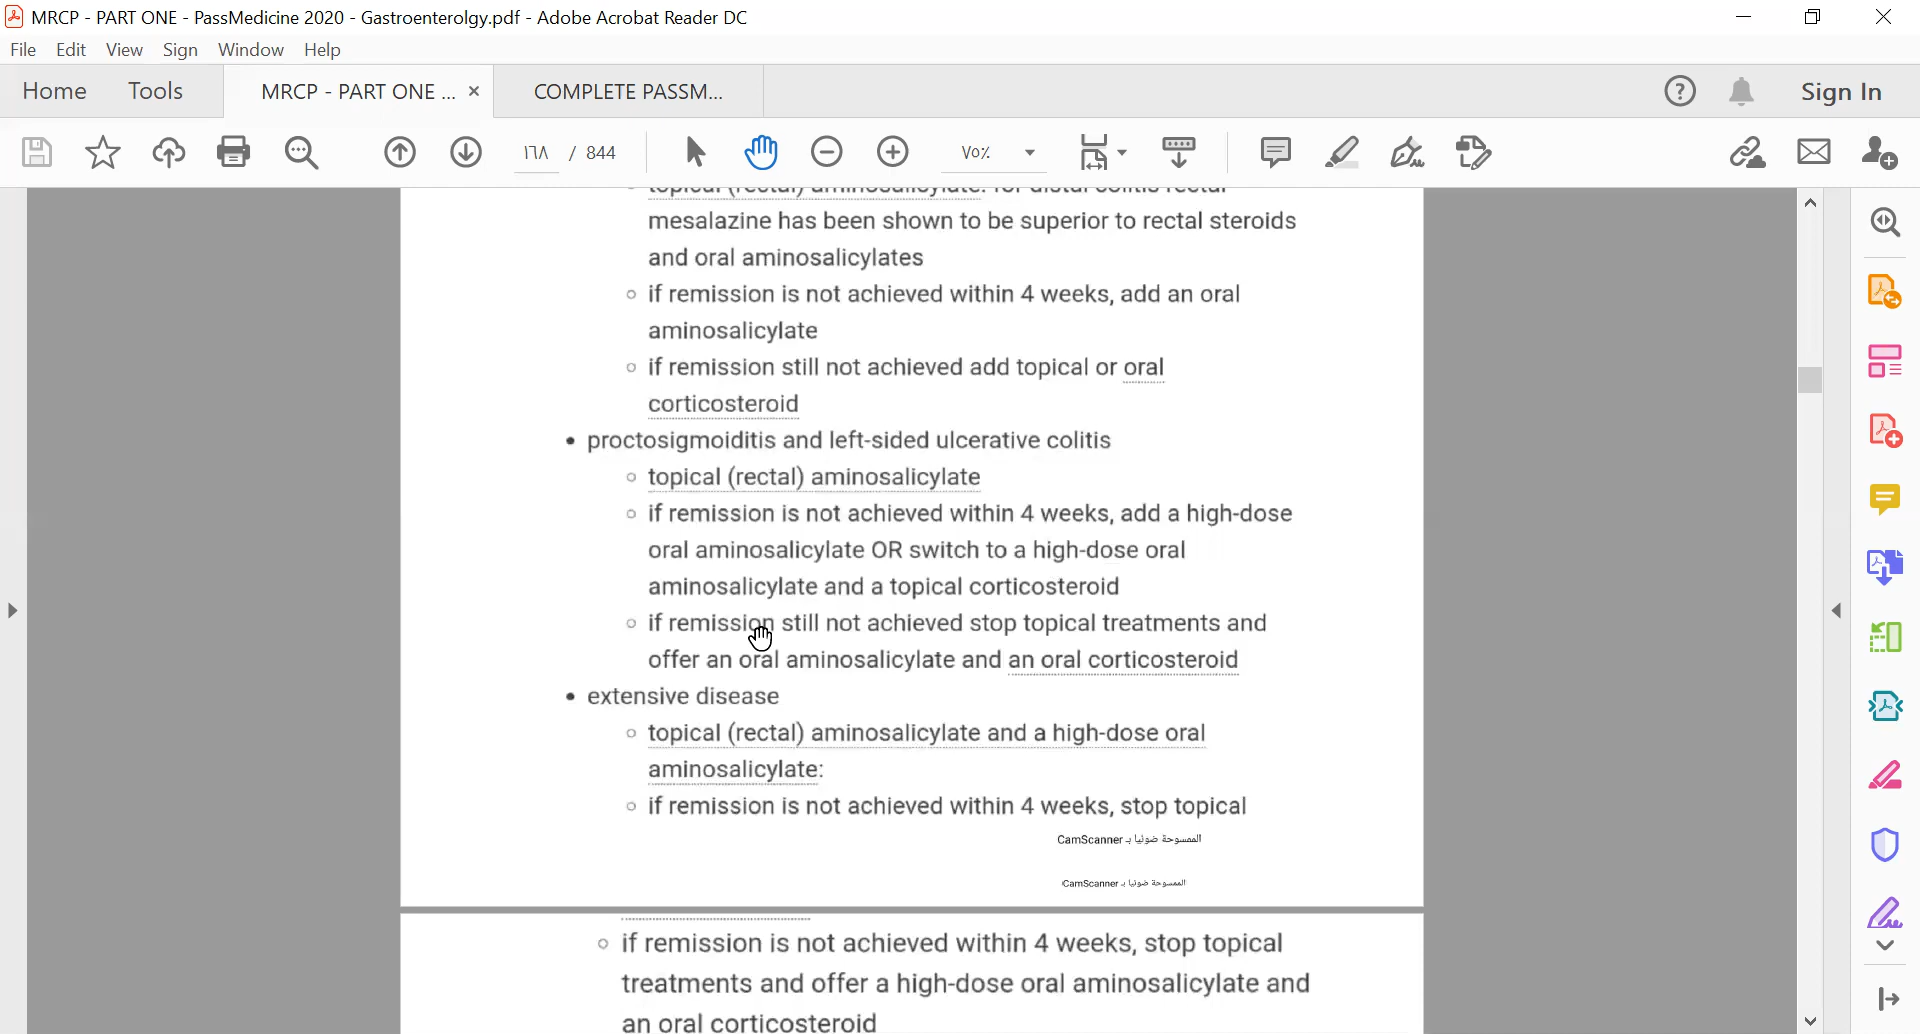 MRCP - PART ONE - PassMedicine 2020 - Gastroenterolgy.pdf - Adobe Acrobat Reader DC
File Edit View Sign Window Help
Home Tools MRCP - PART ONE ... × COMPLETE PASSM... Sign In
١٦٨ / 844 ٧٥٪
topical (rectal) aminosalicylate: for distal colitis rectal
mesalazine has been shown to be superior to rectal steroids
and oral aminosalicylates
if remission is not achieved within 4 weeks, add an oral
aminosalicylate
if remission still not achieved add topical or oral
corticosteroid
proctosigmoiditis and left-sided ulcerative colitis
topical (rectal) aminosalicylate
if remission is not achieved within 4 weeks, add a high-dose
oral aminosalicylate OR switch to a high-dose oral
aminosalicylate and a topical corticosteroid
if remission still not achieved stop topical treatments and
offer an oral aminosalicylate and an oral corticosteroid
extensive disease
topical (rectal) aminosalicylate and a high-dose oral
aminosalicylate:
if remission is not achieved within 4 weeks, stop topical
الممسوحة ضوئيا بـ CamScanner
الممسوحة ضوئيا بـ CamScanner
if remission is not achieved within 4 weeks, stop topical
treatments and offer a high-dose oral aminosalicylate and
an oral corticosteroid